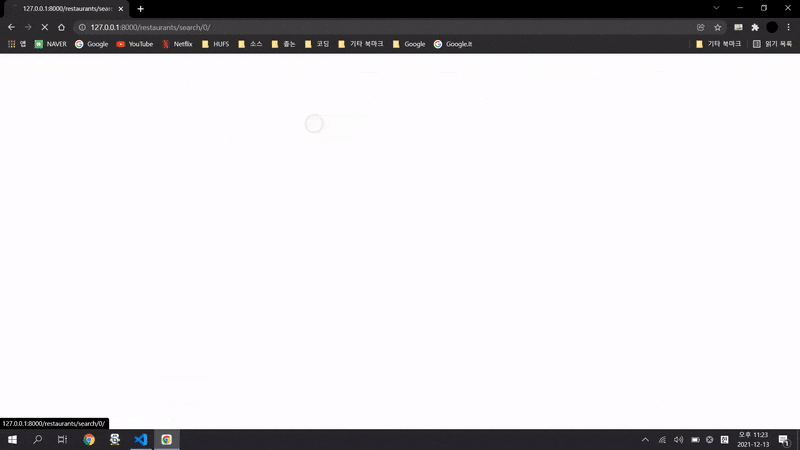 127.0.0.1:8000/restaurants/searc
127.0.0.1:8000/restaurants/search/0/
앱 NAVER Google YouTube Netflix HUFS 소스 졸논 코딩 기타 북마크 Google Google.lt 기타 북마크 읽기 목록
127.0.0.1:8000/restaurants/search/0/
오후 11:23
2021-12-13
1